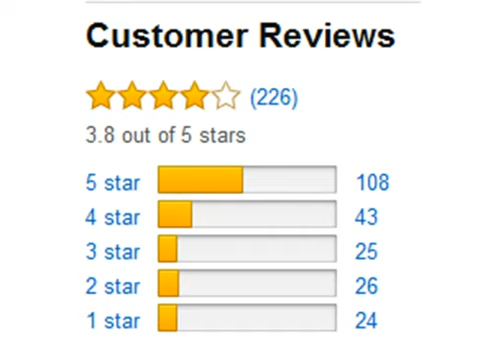 Customer Reviews
(226)
3.8 out of 5 stars
5 star 108
4 star 43
3 star 25
2 star 26
1 star 24